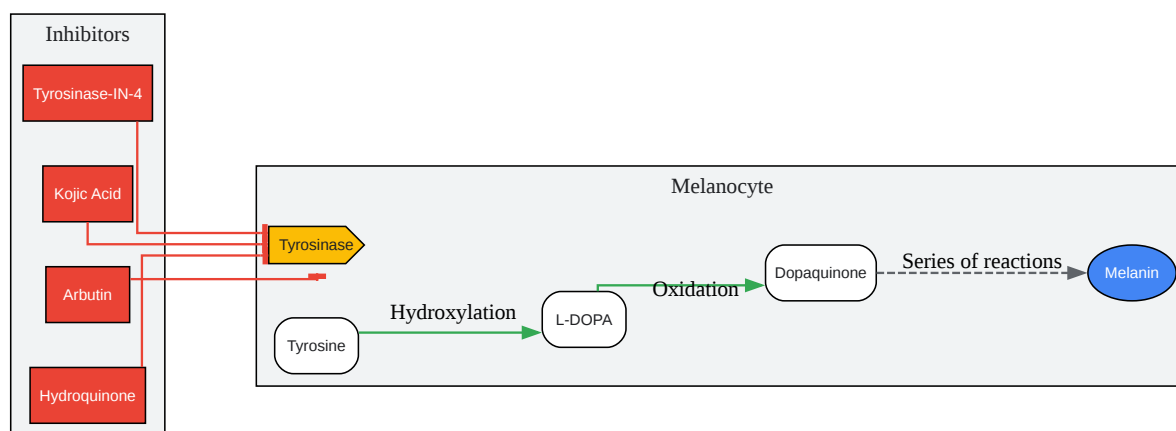 Inhibitors
Tyrosinase-IN-4
Kojic Acid
Arbutin
Hydroquinone
Melanocyte
Tyrosinase
Tyrosine
Hydroxylation
L-DOPA
Oxidation
Dopaquinone
Series of reactions
Melanin